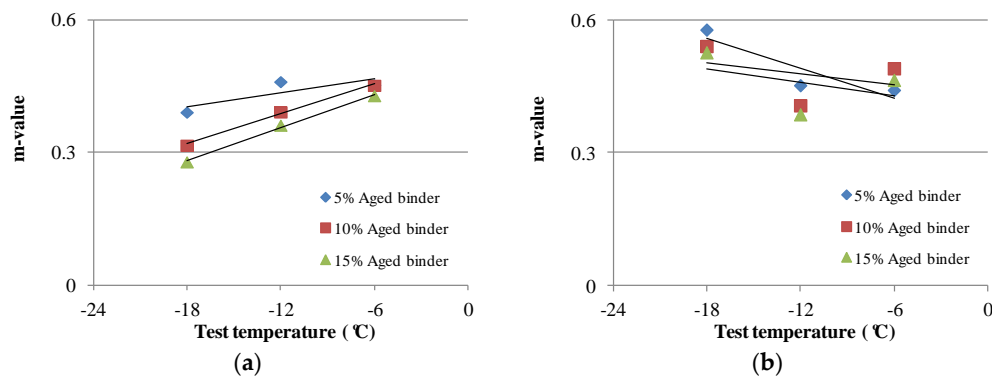 0.6
0.3
0
m-value
5% Aged binder
10% Aged binder
15% Aged binder
-24 -18 -12 -6 0
Test temperature (℃)
(a)
0.6
0.3
0
m-value
5% Aged binder
10% Aged binder
15% Aged binder
-24 -18 -12 -6 0
Test temperature (℃)
(b)